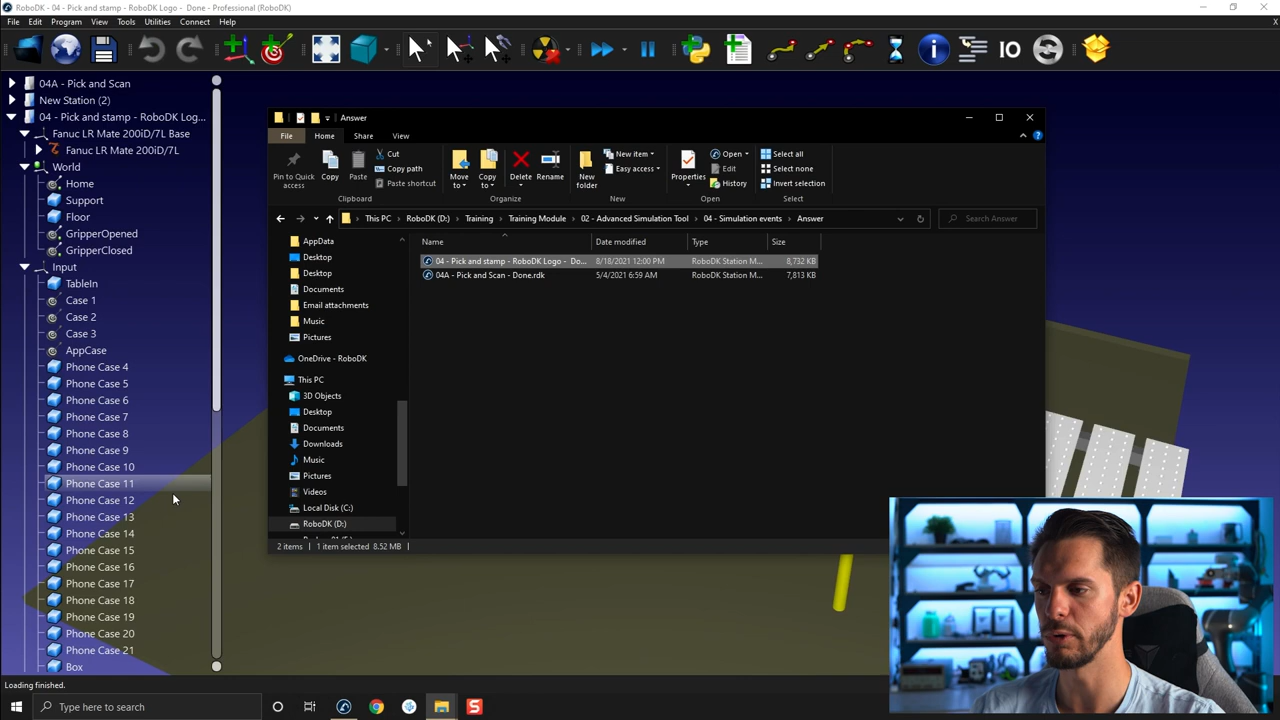 RoboDK - 04 - Pick and stamp - RoboDK Logo - Done - Professional (RoboDK)
File Edit Program View Tools Utilities Connect Help
IO
04A - Pick and Scan
New Station (2)
04 - Pick and stamp - RoboDK Log...
Fanuc LR Mate 200iD/7L Base
Fanuc LR Mate 200iD/7L
World
Home
Support
Floor
GripperOpened
GripperClosed
Input
TableIn
Case 1
Case 2
Case 3
AppCase
Phone Case 4
Phone Case 5
Phone Case 6
Phone Case 7
Phone Case 8
Phone Case 9
Phone Case 10
Phone Case 11
Phone Case 12
Phone Case 13
Phone Case 14
Phone Case 15
Phone Case 16
Phone Case 17
Phone Case 18
Phone Case 19
Phone Case 20
Phone Case 21
Box
Loading finished.
Answer
File Home Share View
Pin to Quick access
Copy
Paste
Cut
Copy path
Paste shortcut
Clipboard
Move to
Copy to
Delete
Rename
Organize
New folder
New item
Easy access
New
Properties
Open
Edit
History
Open
Select all
Select none
Invert selection
Select
This PC > RoboDK (D:) > Training > Training Module > 02 - Advanced Simulation Tool > 04 - Simulation events > Answer
Search Answer
AppData
Desktop
Desktop
Documents
Email attachments
Music
Pictures
OneDrive - RoboDK
This PC
3D Objects
Desktop
Documents
Downloads
Music
Pictures
Videos
Local Disk (C:)
RoboDK (D:)
Name Date modified Type Size
04 - Pick and stamp - RoboDK Logo - Do... 8/18/2021 12:00 PM RoboDK Station M... 8,732 KB
04A - Pick and Scan - Done.rdk 5/4/2021 6:59 AM RoboDK Station M... 7,813 KB
2 items 1 item selected 8.52 MB
Type here to search